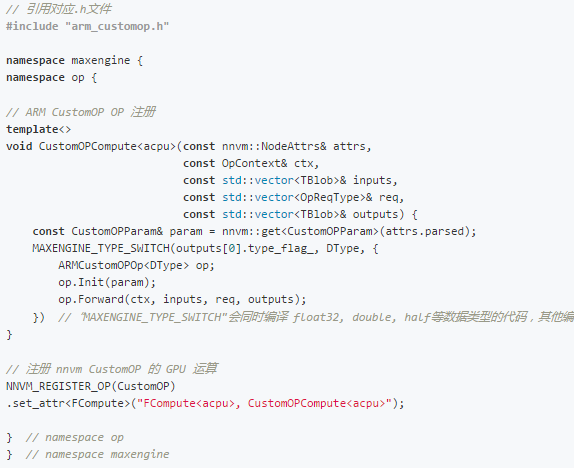 // 引用对应.h文件
#include "arm_customop.h"
namespace maxengine {
namespace op {
// ARM CustomOP OP 注册
template<>
void CustomOPCompute<acpu>(const nnvm::NodeAttrs& attrs,
const OpContext& ctx,
const std::vector<TBlob>& inputs,
const std::vector<OpReqType>& req,
const std::vector<TBlob>& outputs) {
const CustomOPParam& param = nnvm::get<CustomOPParam>(attrs.parsed);
MAXENGINE_TYPE_SWITCH(outputs[0].type_flag_, DType, {
ARMCustomOPOp<DType> op;
op.Init(param);
op.Forward(ctx, inputs, req, outputs);
}) // “MAXENGINE_TYPE_SWITCH"会同时编译 float32, double, half等数据类型的代码，其他编
}
// 注册 nnvm CustomOP 的 GPU 运算
NNVM_REGISTER_OP(CustomOP)
.set_attr<FCompute>("FCompute<acpu>, CustomOPCompute<acpu>");
} // namespace op
} // namespace maxengine